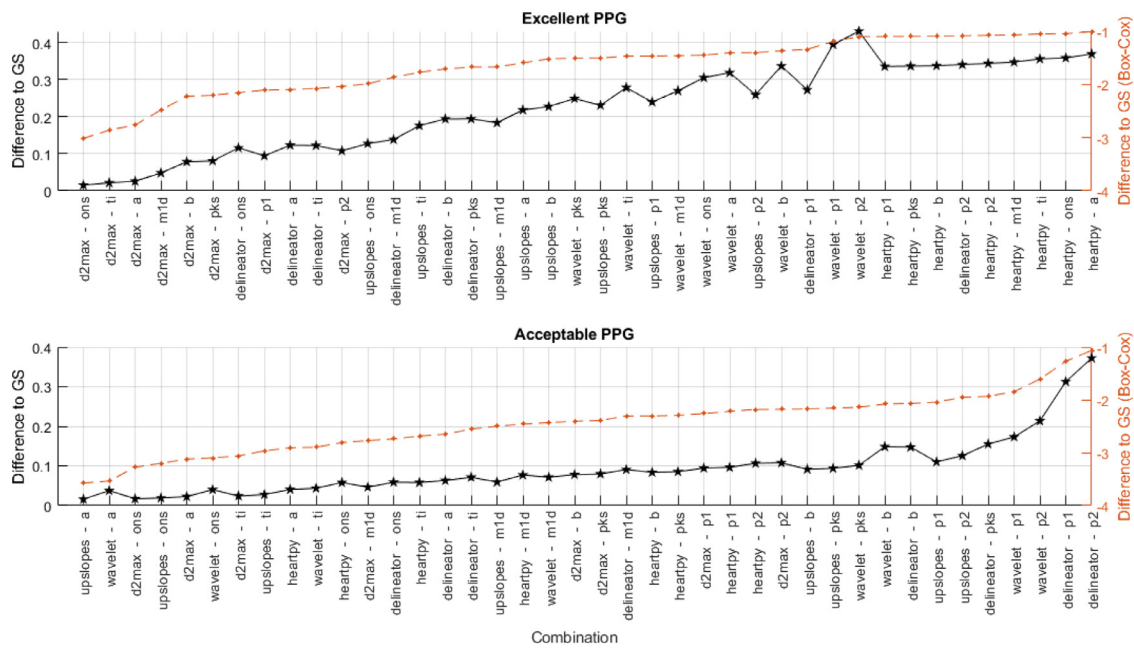 Excellent PPG
Difference to GS
0.4
0.3
0.2
0.1
0
-1
-2
-3
-4
Difference to GS (Box-Cox)
d2max - ons
d2max - ti
d2max - a
d2max - m1d
d2max - b
d2max - pks
delineator - ons
d2max - p1
delineator - a
delineator - ti
d2max - p2
upslopes - ons
delineator - m1d
upslopes - ti
delineator - b
delineator - pks
upslopes - m1d
upslopes - a
upslopes - b
wavelet - pks
upslopes - pks
wavelet - ti
upslopes - p1
wavelet - m1d
wavelet - ons
wavelet - a
upslopes - p2
wavelet - b
delineator - p1
wavelet - p1
wavelet - p2
heartpy - p1
heartpy - pks
heartpy - b
delineator - p2
heartpy - p2
heartpy - m1d
heartpy - ti
heartpy - ons
heartpy - a
Acceptable PPG
Difference to GS
0.4
0.3
0.2
0.1
0
-1
-2
-3
-4
Difference to GS (Box-Cox)
upslopes - a
wavelet - a
d2max - ons
upslopes - ons
d2max - a
wavelet - ons
d2max - ti
upslopes - ti
heartpy - a
wavelet - ti
heartpy - ons
d2max - m1d
delineator - ons
heartpy - ti
delineator - a
delineator - ti
upslopes - m1d
heartpy - m1d
wavelet - m1d
d2max - b
d2max - pks
delineator - m1d
heartpy - b
heartpy - pks
d2max - p1
heartpy - p1
heartpy - p2
d2max - p2
upslopes - b
upslopes - pks
wavelet - pks
wavelet - b
delineator - b
upslopes - p1
upslopes - p2
delineator - pks
wavelet - p1
wavelet - p2
delineator - p1
delineator - p2
Combination